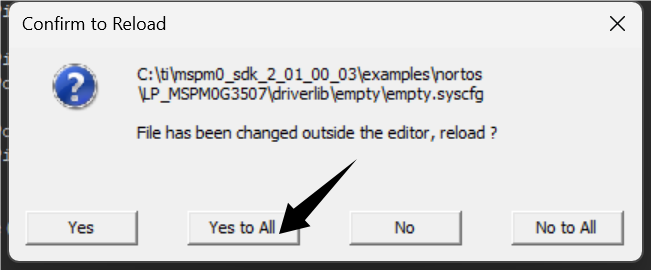 Confirm to Reload
C:\ti\mspm0_sdk_2_01_00_03\examples\nortos
\LP_MSPM0G3507\driverlib\empty\empty.syscfg
File has been changed outside the editor, reload ?
Yes
Yes to All
No
No to All